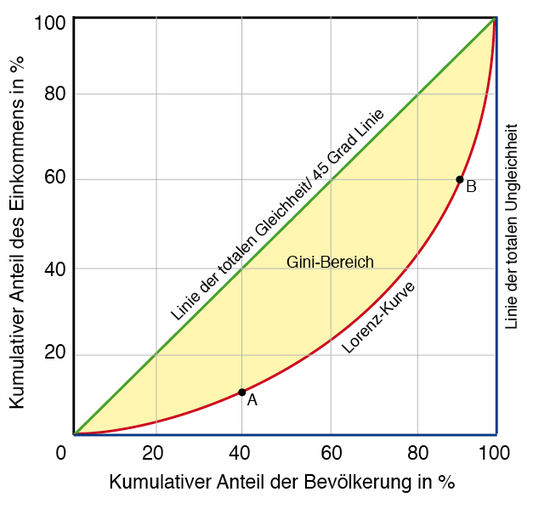 Kumulativer Anteil des Einkommens in %
100
80
60
40
20
0
20
40
60
80
100
Kumulativer Anteil der Bevölkerung in %
Linie der totalen Gleichheit/ 45 Grad Linie
Gini-Bereich
Lorenz-Kurve
A
B
Linie der totalen Ungleichheit